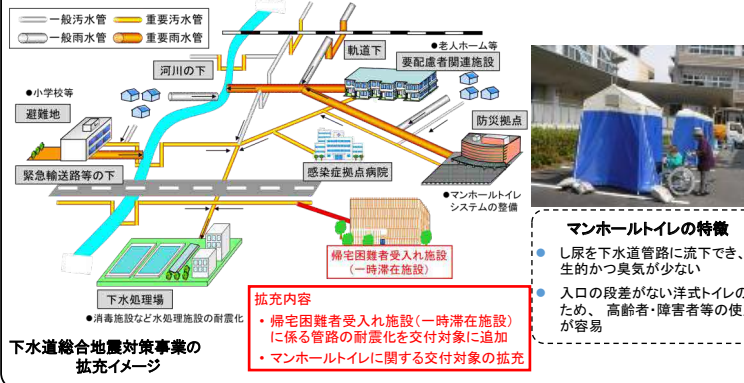 一般汚水管 重要汚水管
一般雨水管 重要雨水管
軌道下
●老人ホーム等
要配慮者関連施設
河川の下
●小学校等
避難地
防災拠点
緊急輸送路等の下
感染症拠点病院
●マンホールトイレ
システムの整備
帰宅困難者受入れ施設
(一時滞在施設)
下水処理場
●消毒施設など水処理施設の耐震化
下水道総合地震対策事業の
拡充イメージ
拡充内容
・帰宅困難者受入れ施設(一時滞在施設)
に係る管路の耐震化を交付対象に追加
・マンホールトイレに関する交付対象の拡充
マンホールトイレの特徴
● し尿を下水道管路に流下でき、
生的かつ臭気が少ない
● 入口の段差がない洋式トイレの
ため、 高齢者・障害者等の使
が容易